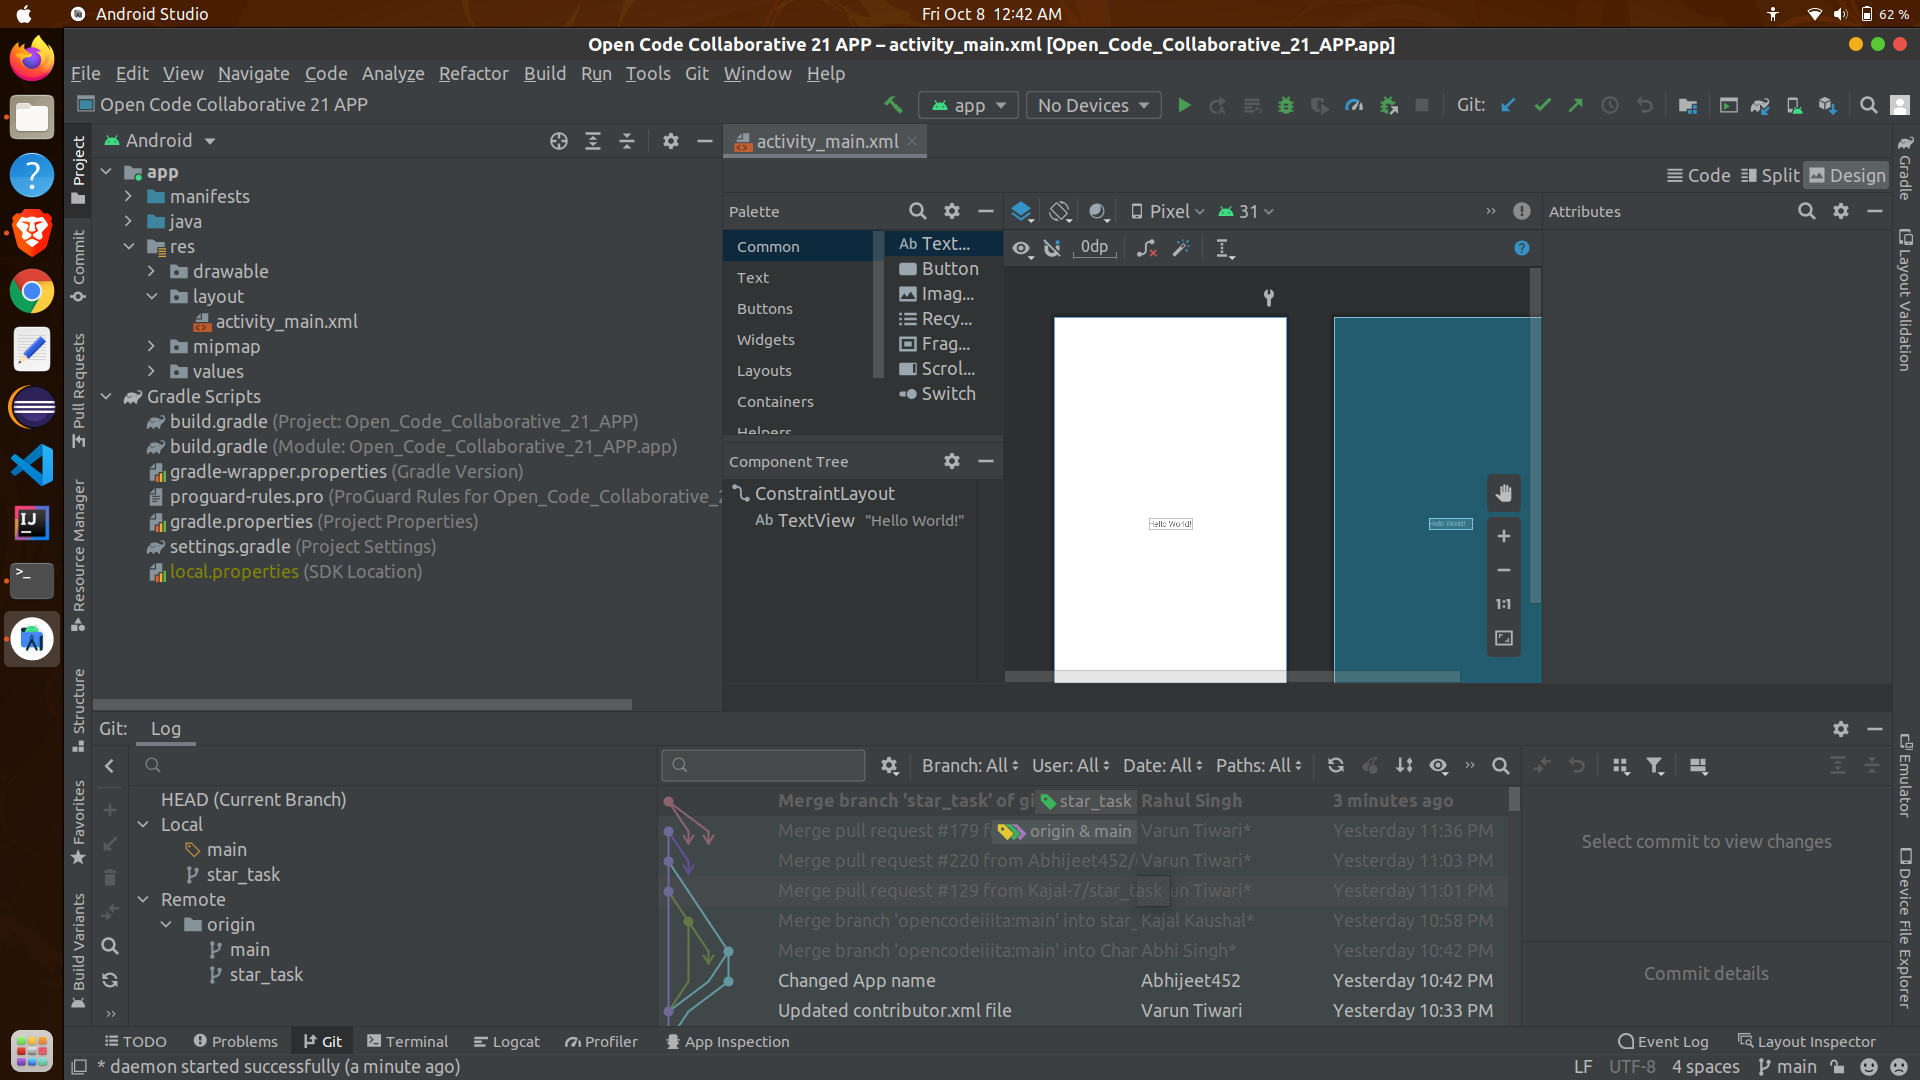 Android Studio
Fri Oct 8 12:42 AM
62 %
Open Code Collaborative 21 APP – activity_main.xml [Open_Code_Collaborative_21_APP.app]
File Edit View Navigate Code Analyze Refactor Build Run Tools Git Window Help
Open Code Collaborative 21 APP
app
No Devices
Git:
Project
Commit
Pull Requests
Resource Manager
Structure
Favorites
Build Variants
Android
app
manifests
java
res
drawable
layout
activity_main.xml
mipmap
values
Gradle Scripts
build.gradle (Project: Open_Code_Collaborative_21_APP)
build.gradle (Module: Open_Code_Collaborative_21_APP.app)
gradle-wrapper.properties (Gradle Version)
proguard-rules.pro (ProGuard Rules for Open_Code_Collaborative_2
gradle.properties (Project Properties)
settings.gradle (Project Settings)
local.properties (SDK Location)
activity_main.xml
Code Split Design
Palette
Common
Text
Buttons
Widgets
Layouts
Containers
Helpers
Ab Text...
Button
Imag...
Recy...
Frag...
Scrol...
Switch
Component Tree
ConstraintLayout
Ab TextView "Hello World!"
Pixel 31
0dp
Hello World!
Hello World!
1:1
Attributes
Gradle
Layout Validation
Emulator
Device File Explorer
Git: Log
HEAD (Current Branch)
Local
main
star_task
Remote
origin
main
star_task
Branch: All User: All Date: All Paths: All
Merge branch 'star_task' of gi star_task Rahul Singh 3 minutes ago
Merge pull request #179 f origin & main Varun Tiwari* Yesterday 11:36 PM
Merge pull request #220 from Abhijeet452/ Varun Tiwari* Yesterday 11:03 PM
Merge pull request #129 from Kajal-7/star_task un Tiwari* Yesterday 11:01 PM
Merge branch 'opencodeiiita:main' into star_ Kajal Kaushal* Yesterday 10:58 PM
Merge branch 'opencodeiiita:main' into Char Abhi Singh* Yesterday 10:42 PM
Changed App name Abhijeet452 Yesterday 10:42 PM
Updated contributor.xml file Varun Tiwari Yesterday 10:33 PM
Select commit to view changes
Commit details
TODO Problems Git Terminal Logcat Profiler App Inspection Event Log Layout Inspector
* daemon started successfully (a minute ago)
LF UTF-8 4 spaces main